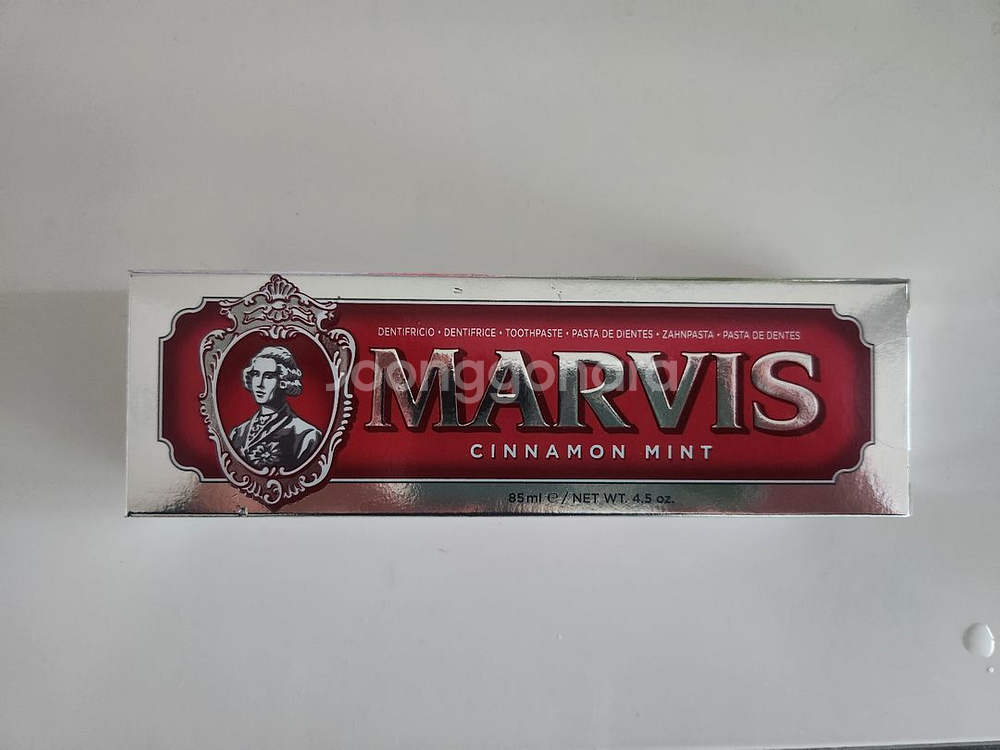 DENTIFRICIO • DENTIFRICE • TOOTHPASTE • PASTA DE DIENTES • ZAHNPASTA • PASTA DE DENTES
MARVIS
joonggonara
CINNAMON MINT
85 ml ℮ / NET WT. 4.5 oz.